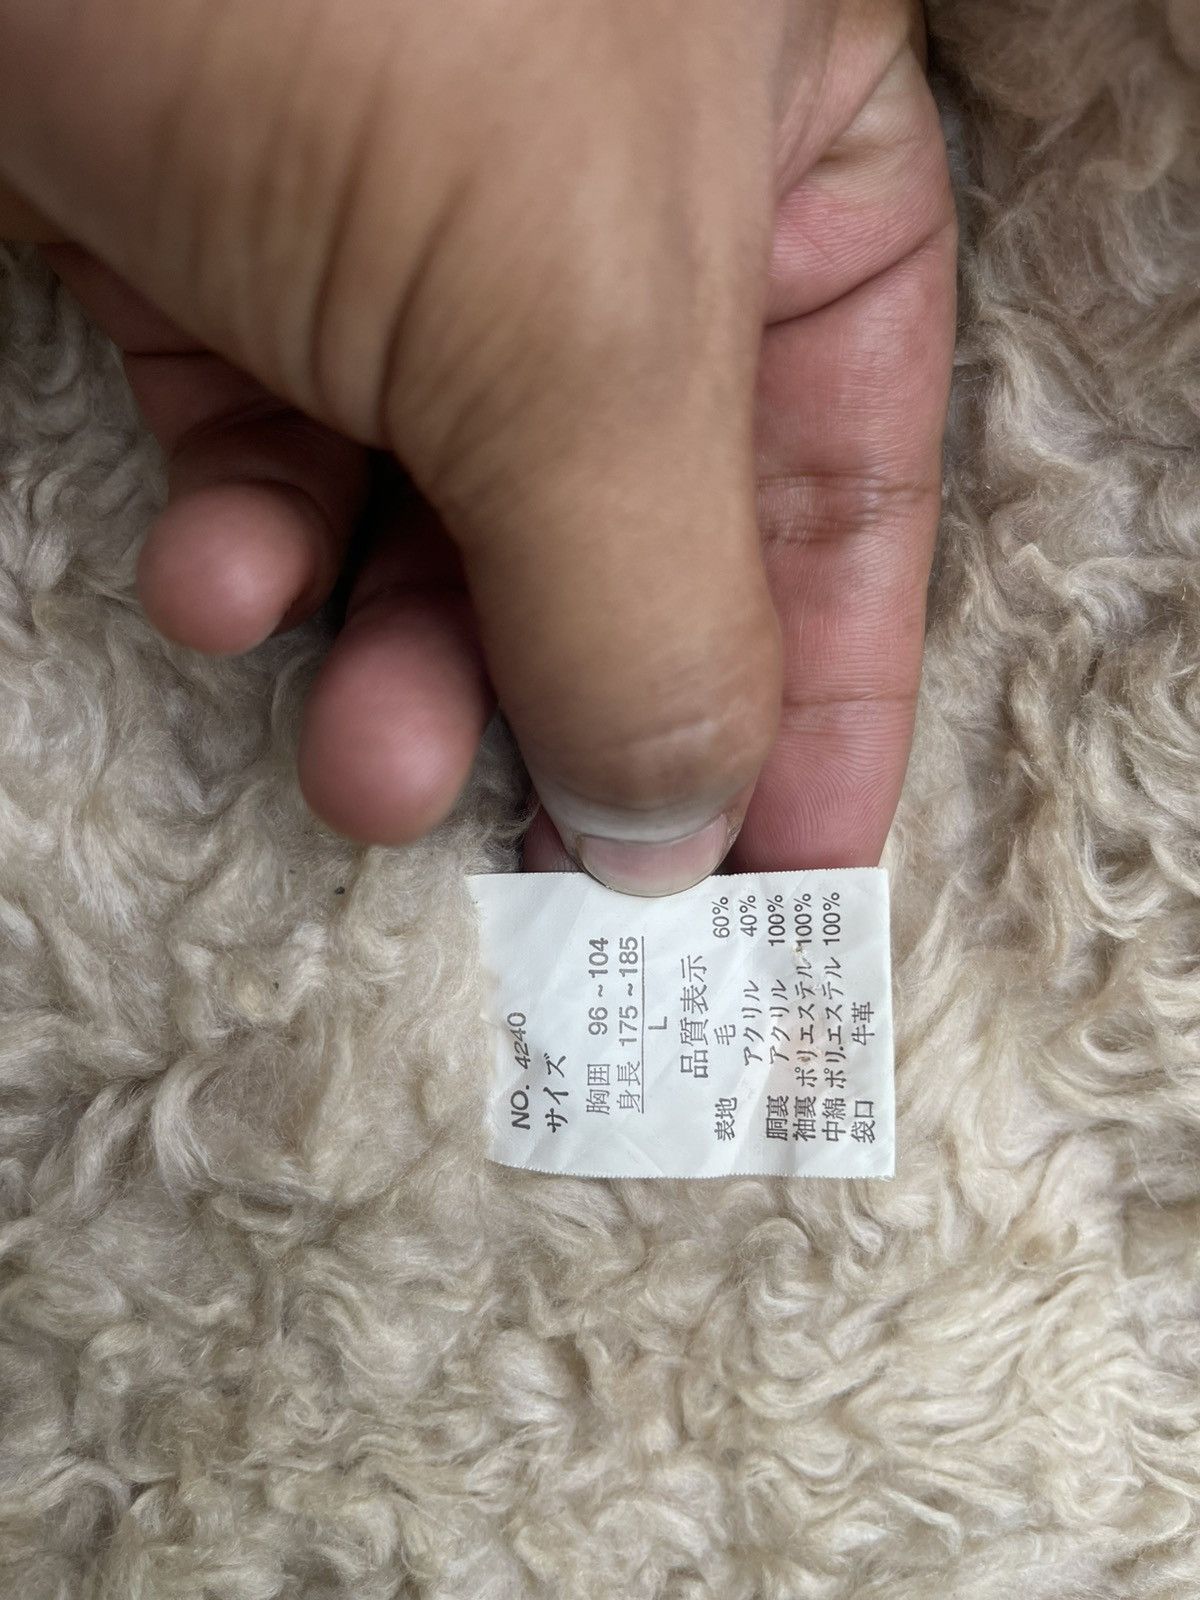 NO. 4240
サイズ
胸囲 96~104
身長 175~185
L
品質表示
表地 毛 60%
アクリル 40%
胴裏 アクリル 100%
袖裏 ポリエステル 100%
中綿 ポリエステル 100%
袋口 牛革